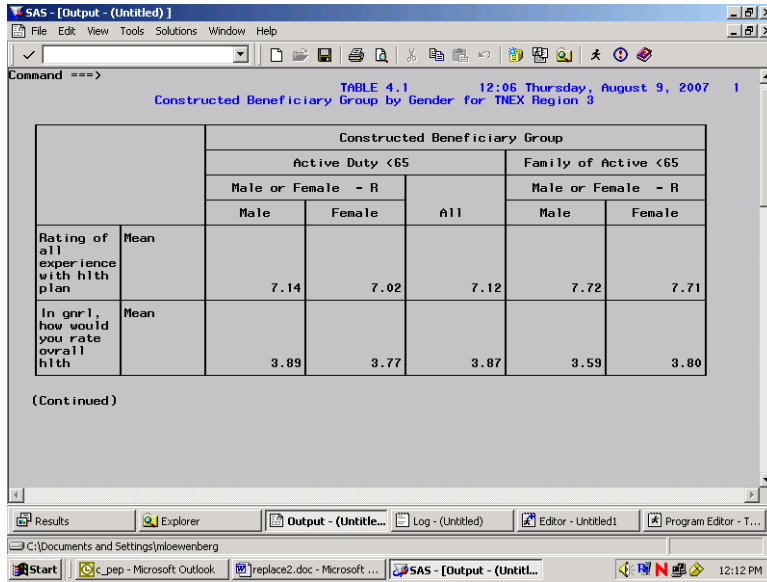 SAS - [Output - (Untitled) ]
File Edit View Tools Solutions Window Help
Command ===>
TABLE 4.1 12:06 Thursday, August 9, 2007 1
Constructed Beneficiary Group by Gender for TNEX Region 3
Constructed Beneficiary Group
Active Duty <65 Family of Active <65
Male or Female - R Male or Female - R
Male Female All Male Female
Rating of Mean
all
experience
with hlth
plan 7.14 7.02 7.12 7.72 7.71
In gnrl, Mean
how would
you rate
ovrall
hlth 3.89 3.77 3.87 3.59 3.80
(Continued)
Results Explorer Output - (Untitle... Log - (Untitled) Editor - Untitled1 Program Editor - T...
C:\Documents and Settings\mloewenberg
Start c_pep - Microsoft Outlook replace2.doc - Microsoft ... SAS - [Output - (Untitl... 12:12 PM